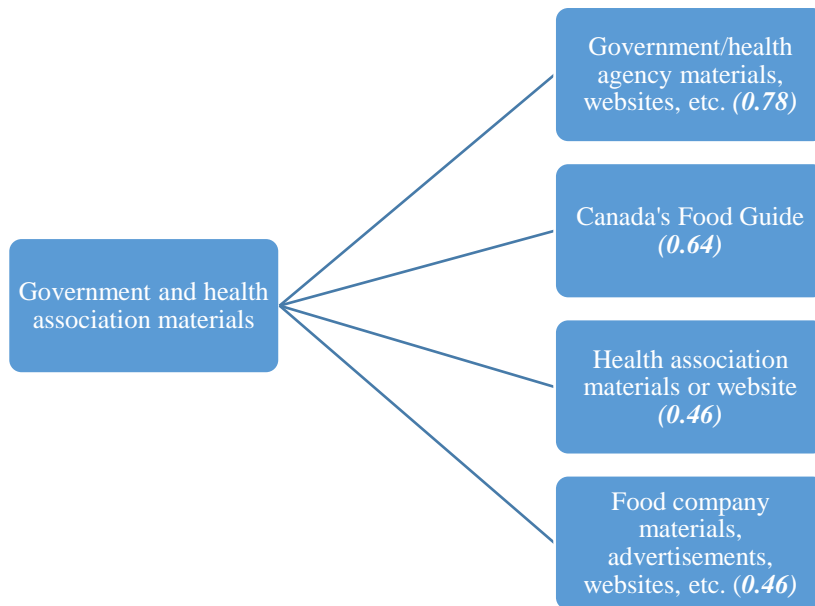 Government/health
agency materials,
websites, etc. (0.78)
Canada's Food Guide
(0.64)
Government and health
association materials
Health association
materials or website
(0.46)
Food company
materials,
advertisements,
websites, etc. (0.46)